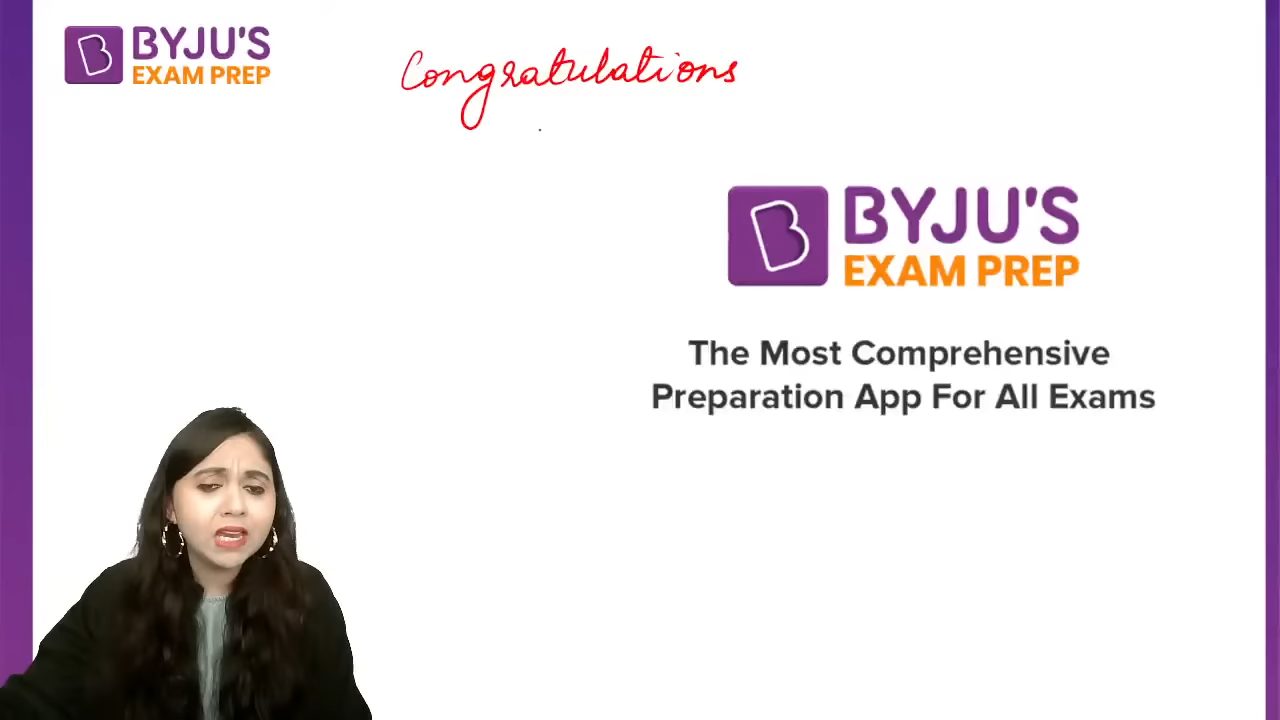 BYJU'S
EXAM PREP
Congratulations
BYJU'S
EXAM PREP
The Most Comprehensive
Preparation App For All Exams